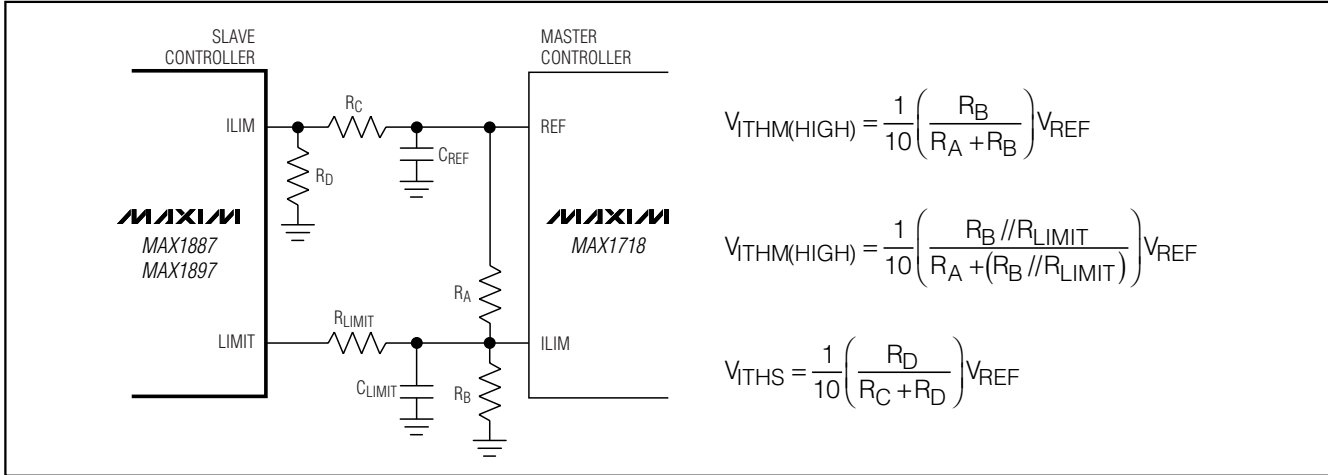 SLAVE
CONTROLLER
MASTER
CONTROLLER
ILIM
R_C
REF
C_REF
R_D
MAXIM
MAX1887
MAX1897
MAXIM
MAX1718
R_A
LIMIT
R_LIMIT
ILIM
C_LIMIT
R_B
V_ITHM(HIGH) = 1/10 (R_B / (R_A + R_B)) V_REF
V_ITHM(HIGH) = 1/10 (R_B // R_LIMIT / (R_A + (R_B // R_LIMIT))) V_REF
V_ITHS = 1/10 (R_D / (R_C + R_D)) V_REF